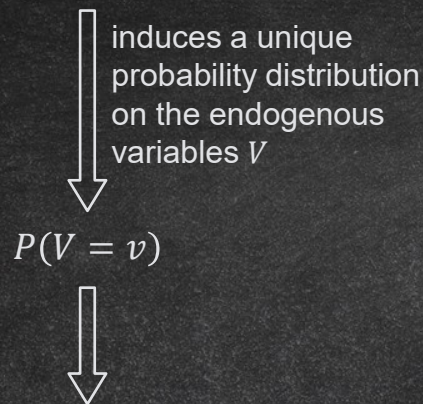 induces a unique
probability distribution
on the endogenous
variables V
P(V = v)